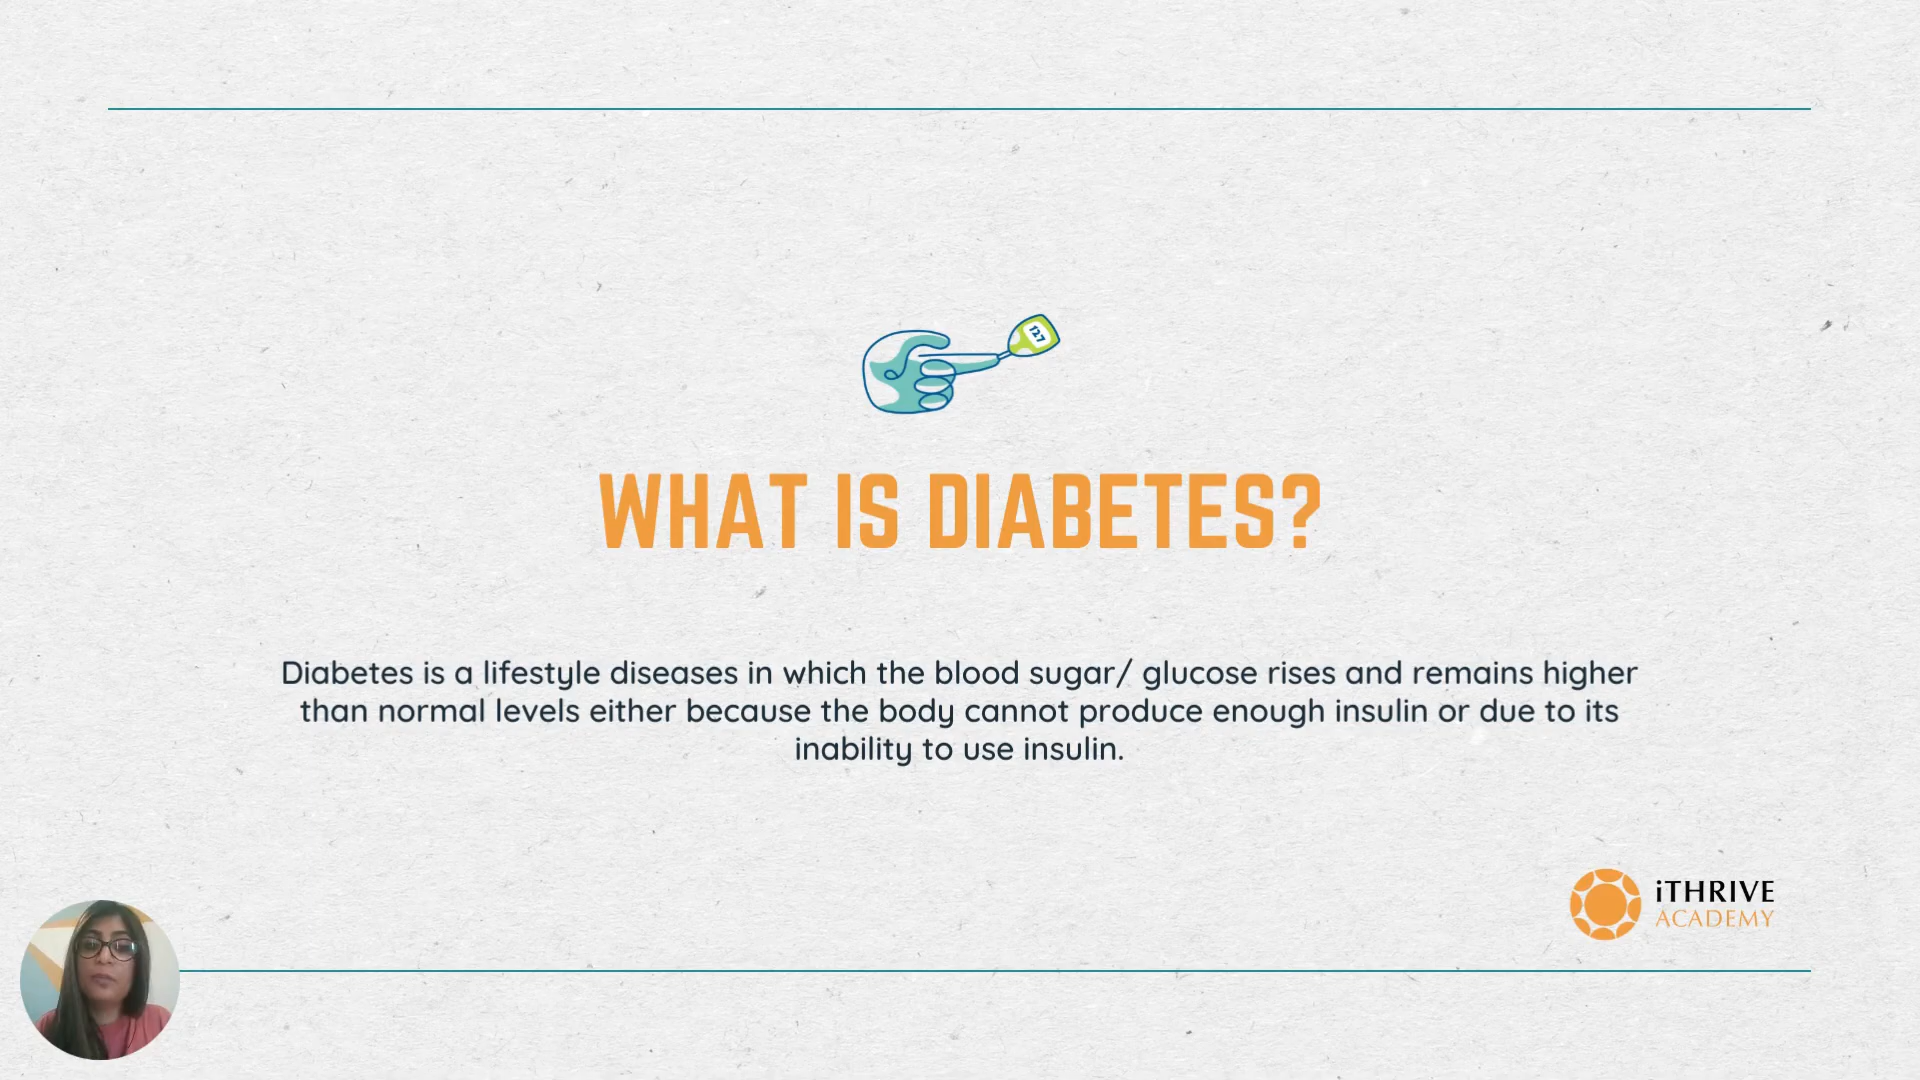 127
WHAT IS DIABETES?
Diabetes is a lifestyle diseases in which the blood sugar/ glucose rises and remains higher
than normal levels either because the body cannot produce enough insulin or due to its
inability to use insulin.
iTHRIVE
ACADEMY